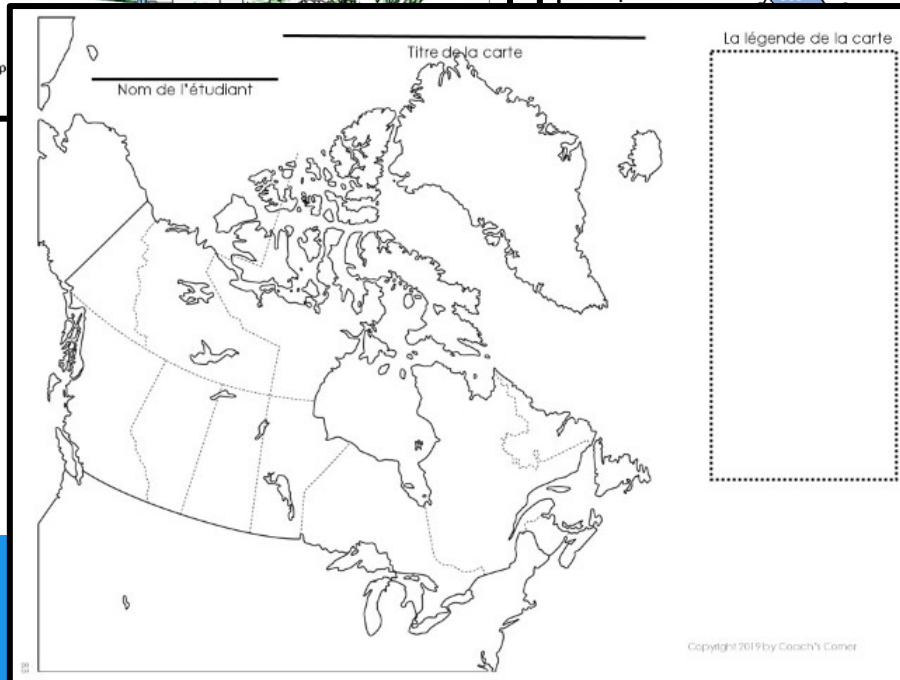 Titre de la carte
La légende de la carte
Nom de l'étudiant
Copyright 2019 by Coach's Corner